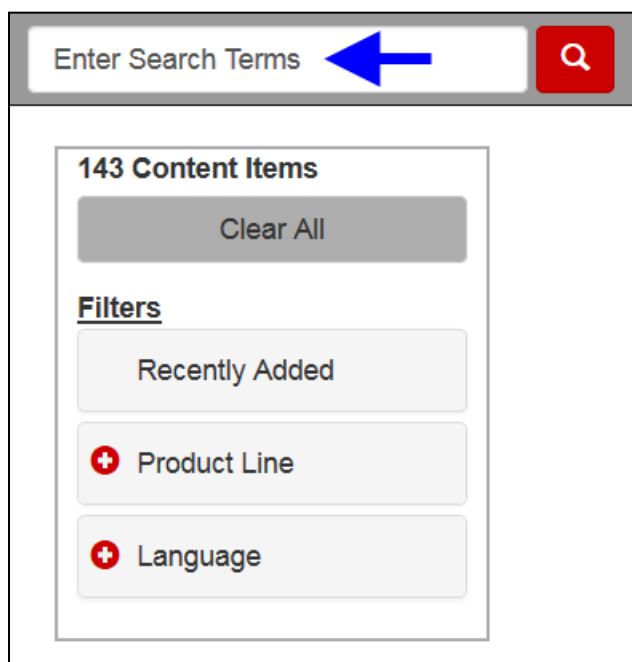 Enter Search Terms
143 Content Items
Clear All
Filters
Recently Added
Product Line
Language